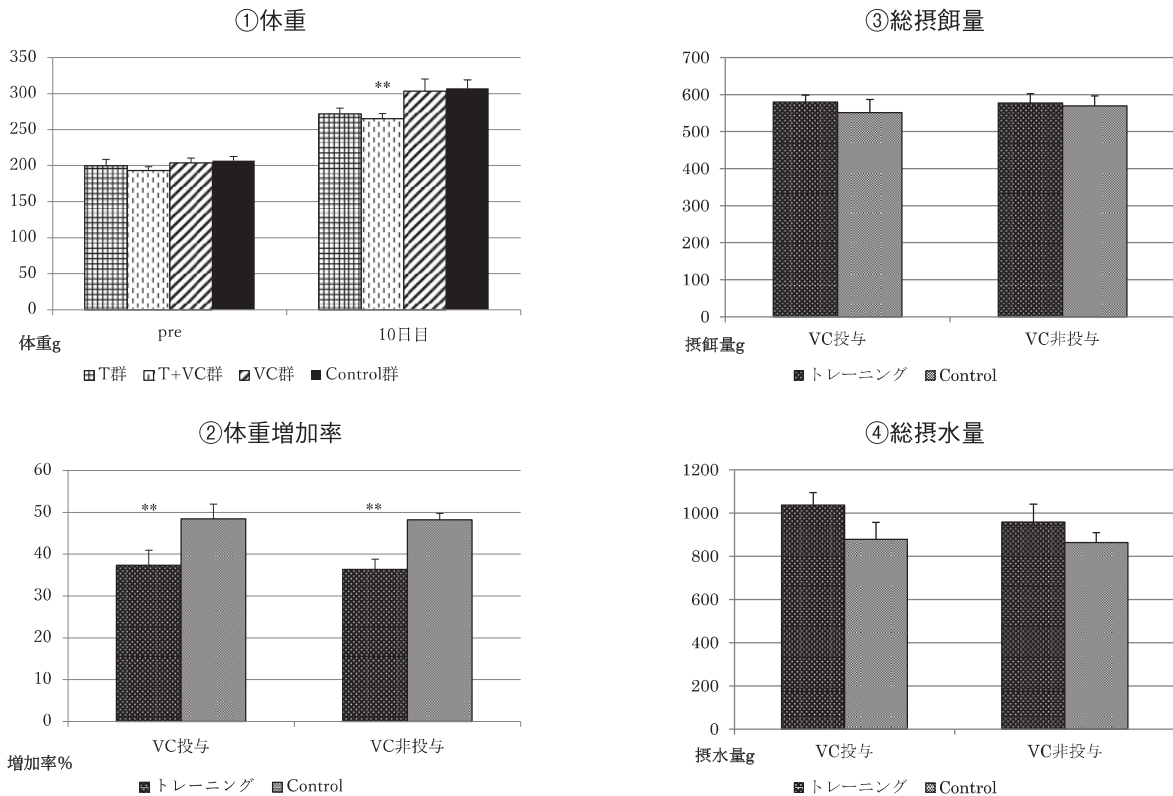 ①体重
350
300
250
200
150
100
50
0
**
pre
10日目
体重g
T群 T+VC群 VC群 Control群
②体重増加率
60
50
40
30
20
10
0
**
**
VC投与
VC非投与
増加率%
トレーニング Control
③総摂餌量
700
600
500
400
300
200
100
0
VC投与
VC非投与
摂餌量g
トレーニング Control
④総摂水量
1200
1000
800
600
400
200
0
VC投与
VC非投与
摂水量g
トレーニング Control